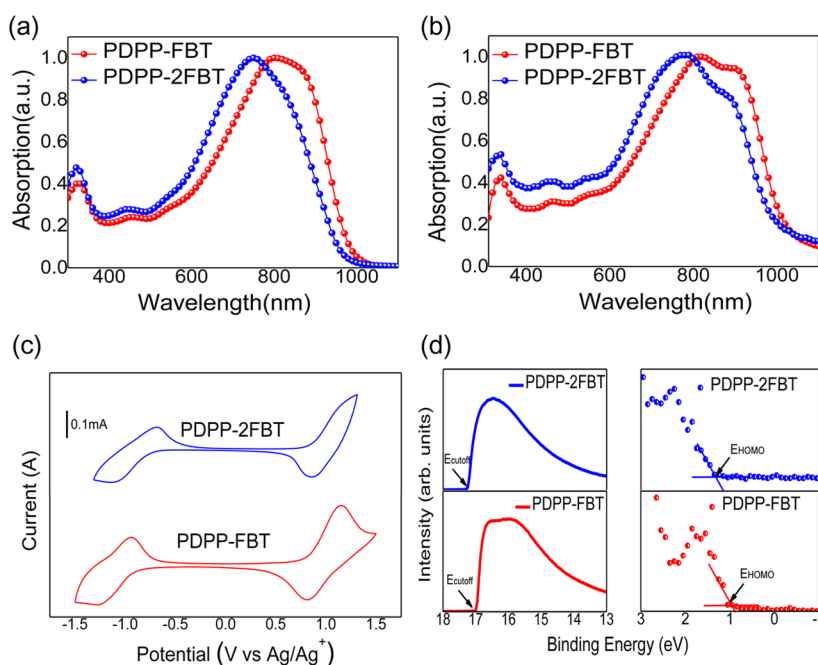 (a)
PDPP-FBT
PDPP-2FBT
1.0
0.8
0.6
0.4
0.2
0.0
Absorption(a.u.)
400 600 800 1000
Wavelength(nm)
(b)
PDPP-FBT
PDPP-2FBT
1.0
0.8
0.6
0.4
0.2
0.0
Absorption(a.u.)
400 600 800 1000
Wavelength(nm)
(c)
0.1mA
PDPP-2FBT
PDPP-FBT
Current (A)
-1.5 -1.0 -0.5 0.0 0.5 1.0 1.5
Potential (V vs Ag/Ag⁺)
(d)
PDPP-2FBT
Ecutoff
PDPP-2FBT
EHOMO
PDPP-FBT
Ecutoff
PDPP-FBT
EHOMO
Intensity (arb. units)
18 17 16 15 14 13
3 2 1 0 -1
Binding Energy (eV)